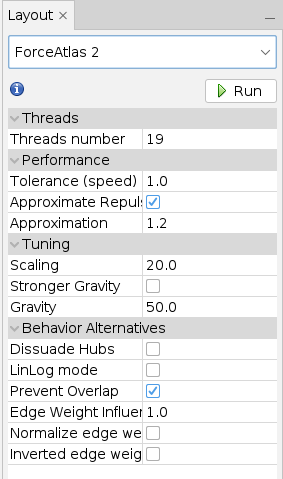 Layout
ForceAtlas 2
Run
Threads
Threads number 19
Performance
Tolerance (speed) 1.0
Approximate Repuls
Approximation 1.2
Tuning
Scaling 20.0
Stronger Gravity
Gravity 50.0
Behavior Alternatives
Dissuade Hubs
LinLog mode
Prevent Overlap
Edge Weight Influer 1.0
Normalize edge we
Inverted edge weig